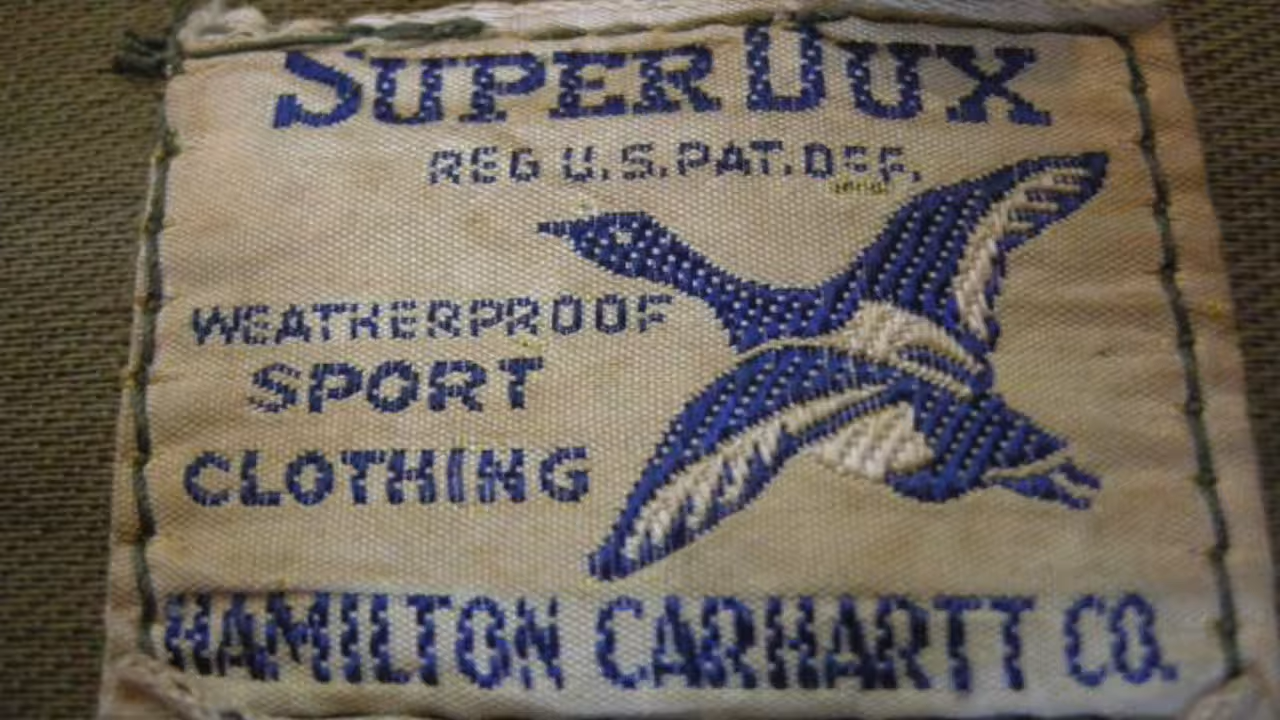 SUPER DUX
REG U.S. PAT. OFF.
WEATHERPROOF
SPORT
CLOTHING
HAMILTON CARHARTT CO.